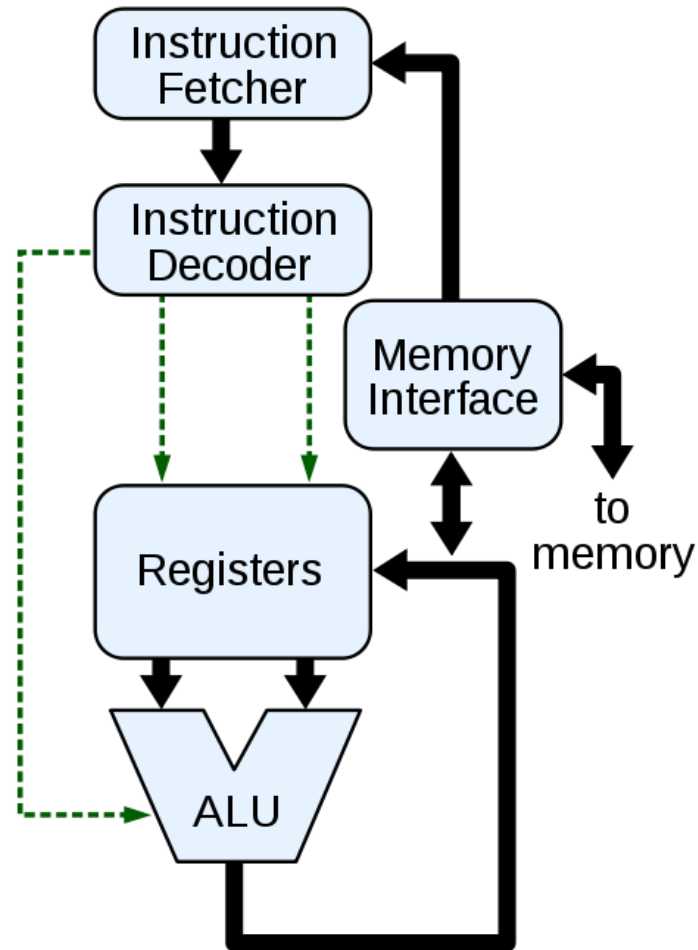 Instruction
Fetcher
Instruction
Decoder
Memory
Interface
to
memory
Registers
ALU